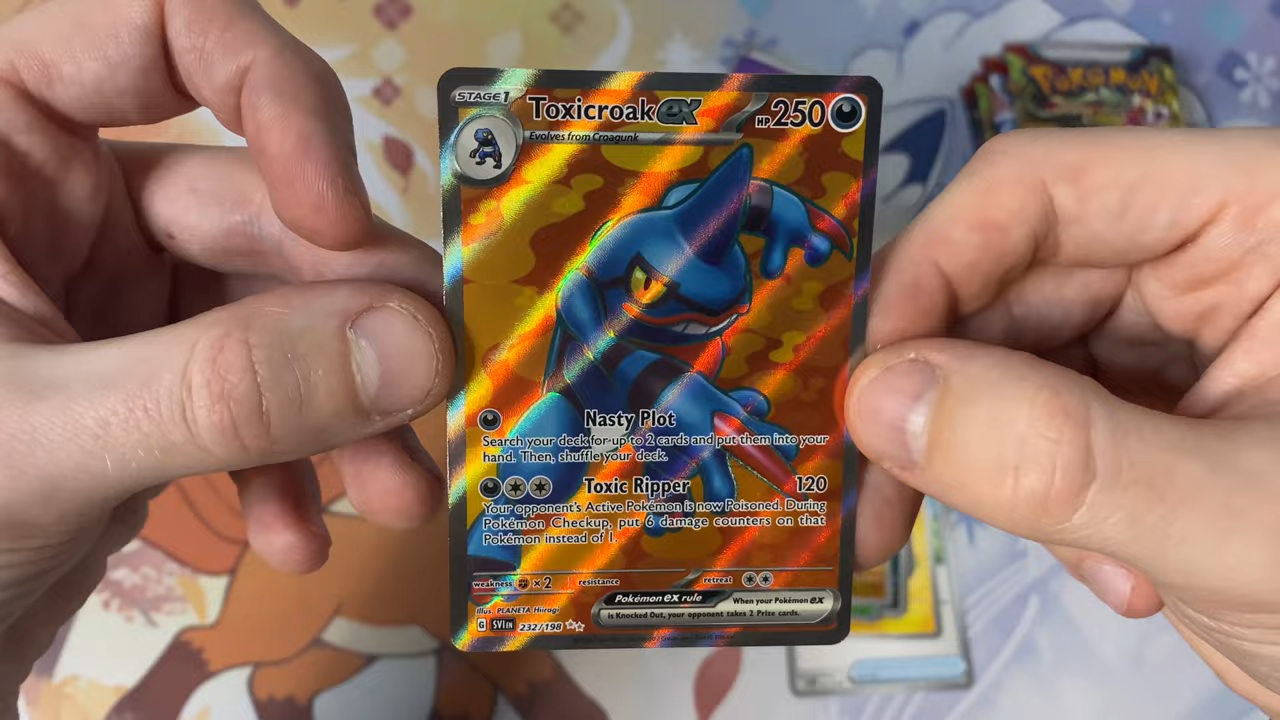 STAGE 1
Toxicroak ex
HP 250
Evolves from Croagunk
Pokémon
Nasty Plot
Search your deck for up to 2 cards and put them into your
hand. Then, shuffle your deck.
Toxic Ripper 120
Your opponent's Active Pokémon is now Poisoned. During
Pokémon Checkup, put 6 damage counters on that
Pokémon instead of 1.
weakness ×2 resistance retreat
Pokémon ex rule When your Pokémon ex
is Knocked Out, your opponent takes 2 Prize cards.
Illus. PLANETA Hiiragi
G SVI EN 232/198